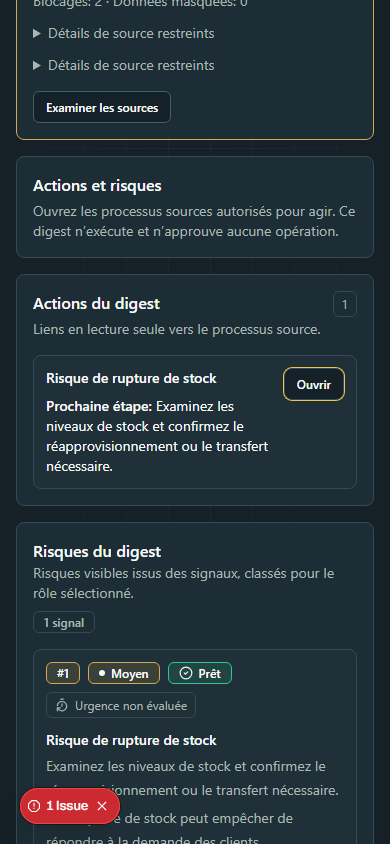 Blocages: 2 · Données masquées: 0
Détails de source restreints
Détails de source restreints
Examiner les sources
Actions et risques
Ouvrez les processus sources autorisés pour agir. Ce
digest n’exécute et n’approuve aucune opération.
Actions du digest
1
Liens en lecture seule vers le processus source.
Risque de rupture de stock
Ouvrir
Prochaine étape: Examinez les
niveaux de stock et confirmez le
réapprovisionnement ou le transfert
nécessaire.
Risques du digest
Risques visibles issus des signaux, classés pour le
rôle sélectionné.
1 signal
#1
Moyen
Prêt
Urgence non évaluée
Risque de rupture de stock
Examinez les niveaux de stock et confirmez le
ou le transfert nécessaire.
1 Issue
de stock peut empêcher de
répondre à la demande des clients